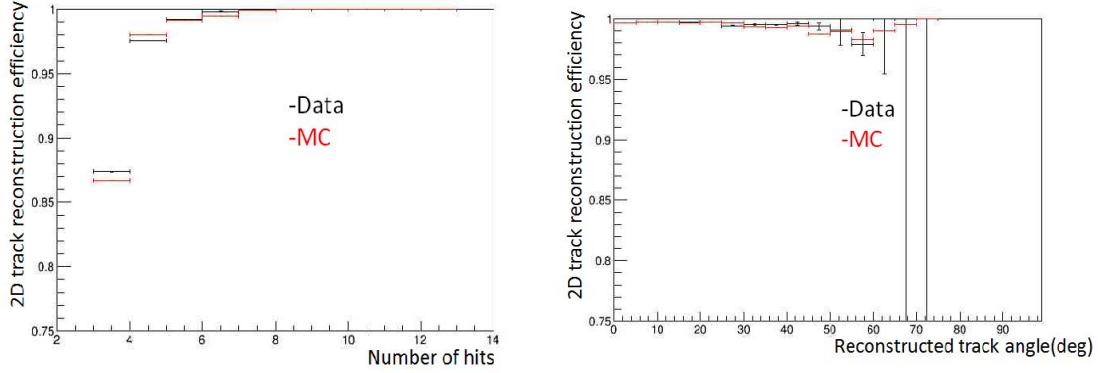 2D track reconstruction efficiency
1
0.95
0.9
0.85
0.8
0.75
-Data
-MC
2 4 6 8 10 12 14
Number of hits
2D track reconstruction efficiency
1
0.95
0.9
0.85
0.8
0.75
-Data
-MC
0 10 20 30 40 50 60 70 80 90
Reconstructed track angle(deg)